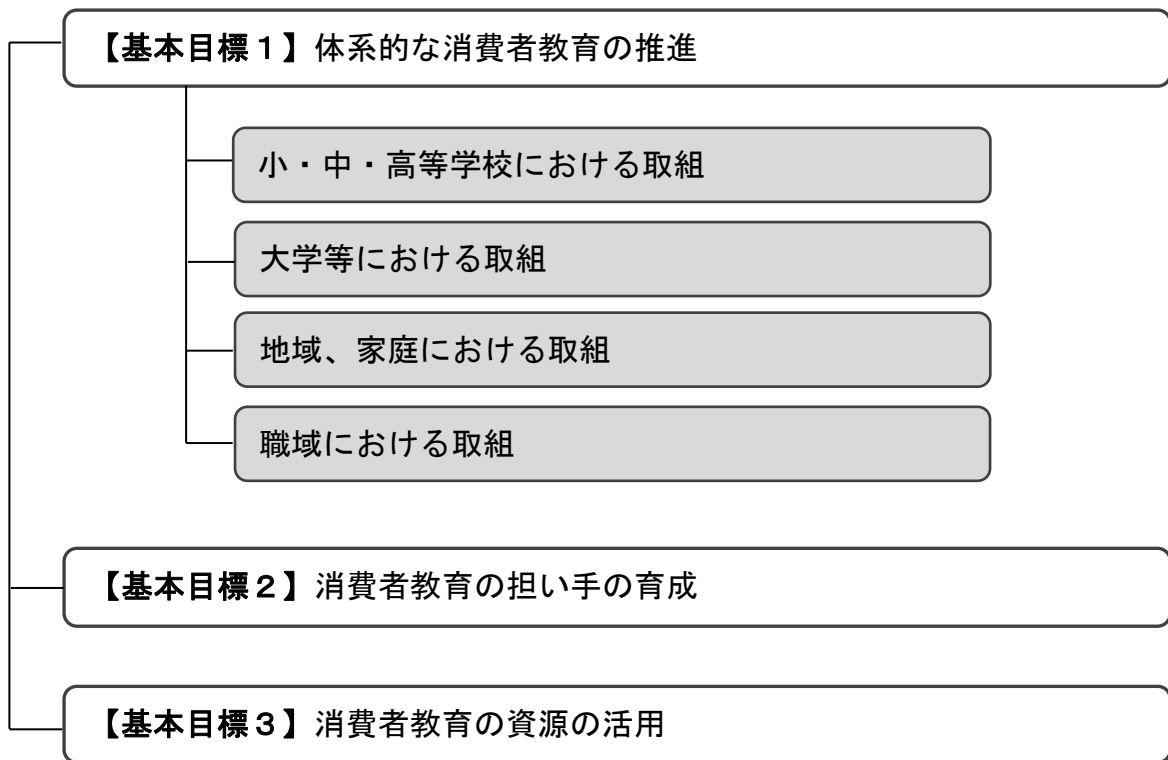 【基本目標１】体系的な消費者教育の推進
小・中・高等学校における取組
大学等における取組
地域、家庭における取組
職域における取組
【基本目標２】消費者教育の担い手の育成
【基本目標３】消費者教育の資源の活用